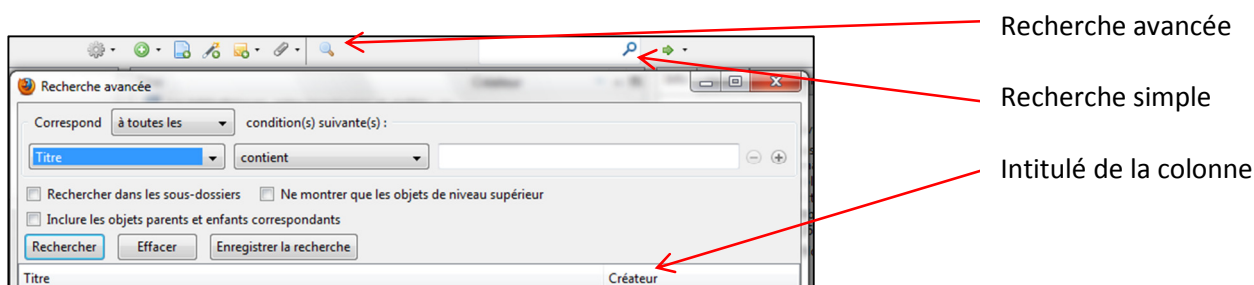 Recherche avancée
Recherche avancée
Recherche simple
Correspond à toutes les condition(s) suivante(s) :
Titre contient
Intitulé de la colonne
Rechercher dans les sous-dossiers Ne montrer que les objets de niveau supérieur
Inclure les objets parents et enfants correspondants
Rechercher Effacer Enregistrer la recherche
Titre Créateur